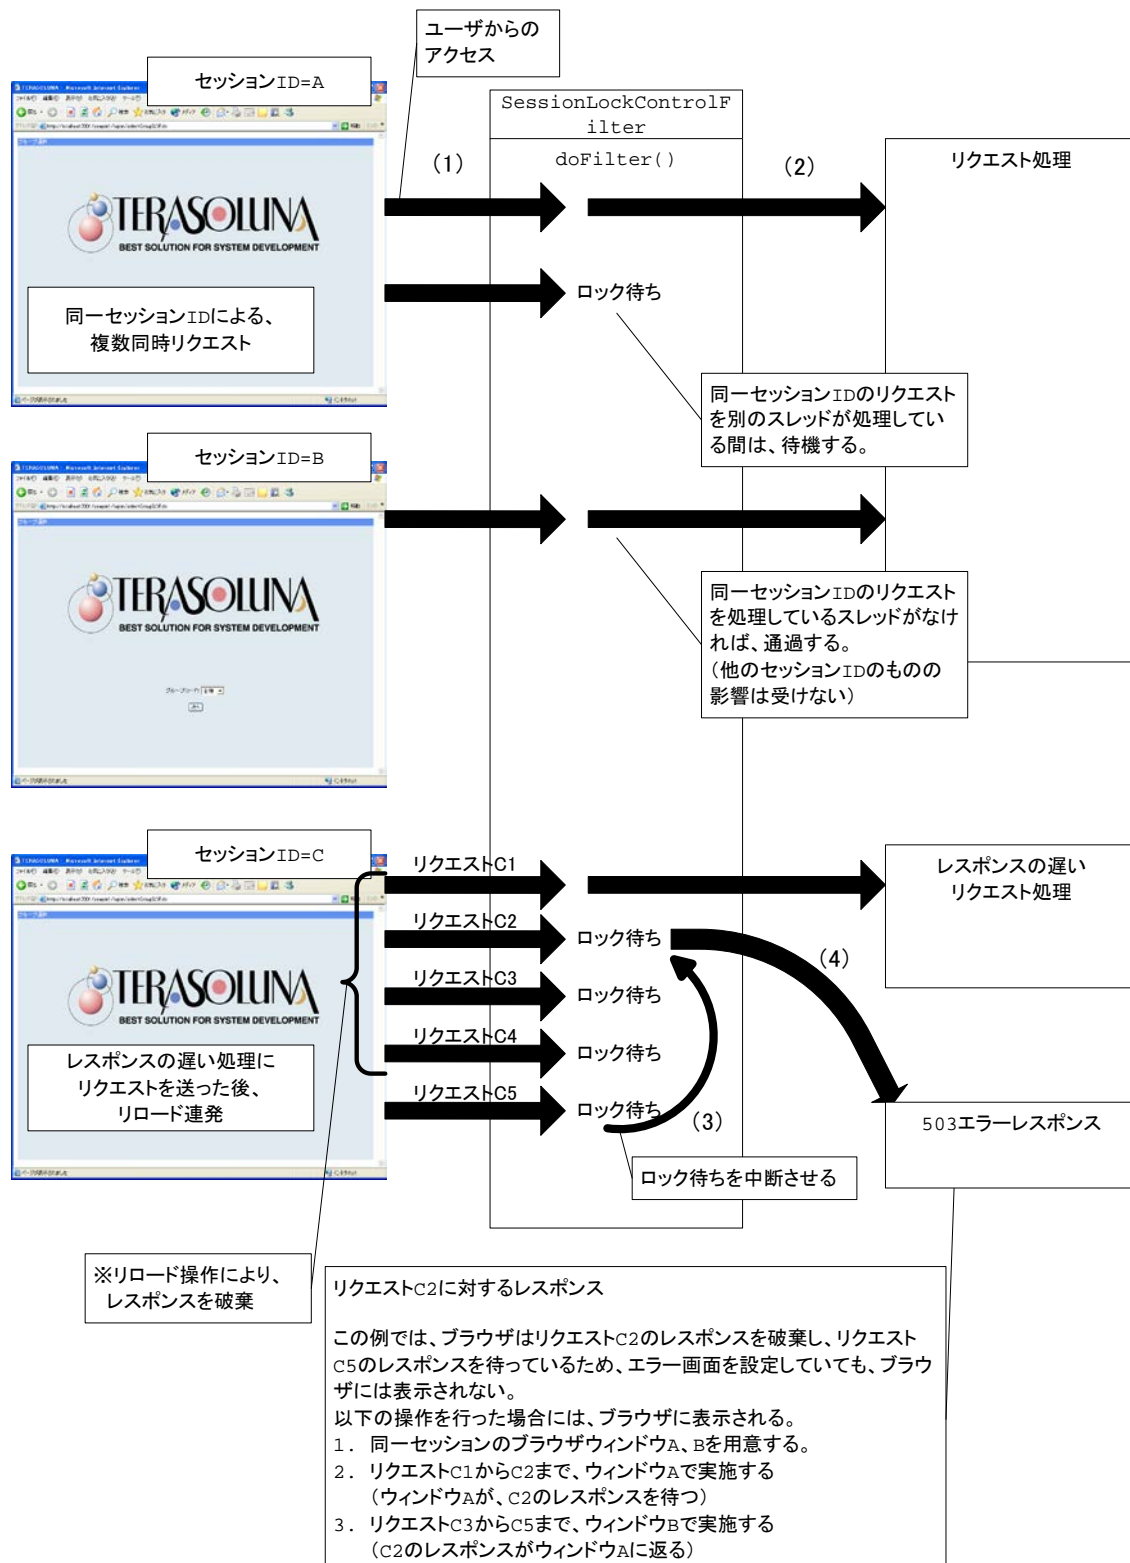 ユーザからの
アクセス
セッションID=A
SessionLockControlF
ilter
doFilter()
(1)
(2)
リクエスト処理
TERASOLUNA
BEST SOLUTION FOR SYSTEM DEVELOPMENT
ロック待ち
同一セッションIDによる、
複数同時リクエスト
同一セッションIDのリクエスト
を別のスレッドが処理してい
る間は、待機する。
セッションID=B
TERASOLUNA
BEST SOLUTION FOR SYSTEM DEVELOPMENT
同一セッションIDのリクエスト
を処理しているスレッドがなけ
れば、通過する。
(他のセッションIDのものの
影響は受けない)
セッションID=C
リクエストC1
レスポンスの遅い
リクエスト処理
リクエストC2
ロック待ち
(4)
リクエストC3
ロック待ち
TERASOLUNA
BEST SOLUTION FOR SYSTEM DEVELOPMENT
リクエストC4
ロック待ち
レスポンスの遅い処理に
リクエストを送った後、
リロード連発
リクエストC5
ロック待ち
(3)
503エラーレスポンス
ロック待ちを中断させる
※リロード操作により、
レスポンスを破棄
リクエストC2に対するレスポンス
この例では、ブラウザはリクエストC2のレスポンスを破棄し、リクエスト
C5のレスポンスを待っているため、エラー画面を設定していても、ブラウ
ザには表示されない。
以下の操作を行った場合には、ブラウザに表示される。
1. 同一セッションのブラウザウィンドウA、Bを用意する。
2. リクエストC1からC2まで、ウィンドウAで実施する
(ウィンドウAが、C2のレスポンスを待つ)
3. リクエストC3からC5まで、ウィンドウBで実施する
(C2のレスポンスがウィンドウAに返る)